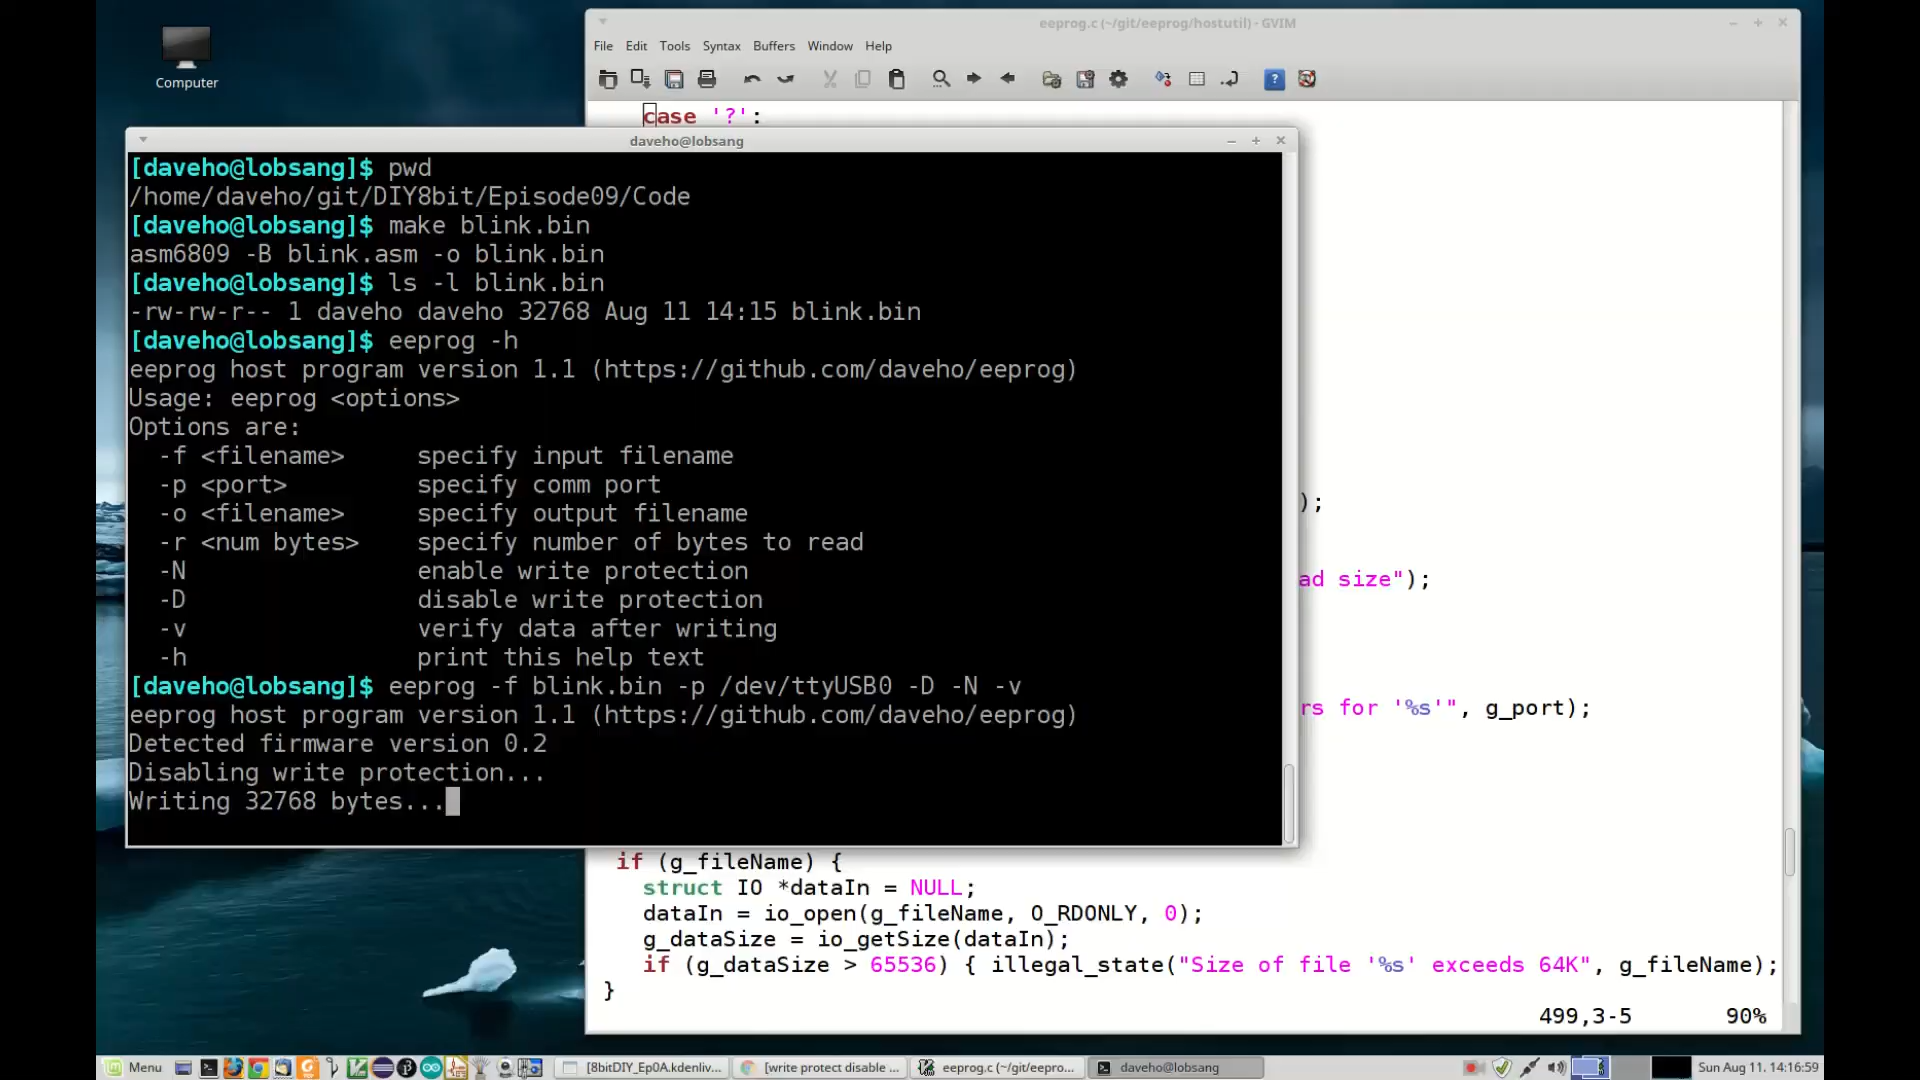 Computer
eeprog.c (~/git/eeprog/hostutil) - GVIM
File Edit Tools Syntax Buffers Window Help
case '?':
daveho@lobsang
[daveho@lobsang]$ pwd
/home/daveho/git/DIY8bit/Episode09/Code
[daveho@lobsang]$ make blink.bin
asm6809 -B blink.asm -o blink.bin
[daveho@lobsang]$ ls -l blink.bin
-rw-rw-r-- 1 daveho daveho 32768 Aug 11 14:15 blink.bin
[daveho@lobsang]$ eeprog -h
eeprog host program version 1.1 (https://github.com/daveho/eeprog)
Usage: eeprog <options>
Options are:
-f <filename> specify input filename
-p <port> specify comm port
-o <filename> specify output filename
-r <num bytes> specify number of bytes to read
-N enable write protection
-D disable write protection
-v verify data after writing
-h print this help text
[daveho@lobsang]$ eeprog -f blink.bin -p /dev/ttyUSB0 -D -N -v
eeprog host program version 1.1 (https://github.com/daveho/eeprog)
Detected firmware version 0.2
Disabling write protection...
Writing 32768 bytes...
);
ad size");
rs for '%s'", g_port);
if (g_fileName) {
struct IO *dataIn = NULL;
dataIn = io_open(g_fileName, O_RDONLY, 0);
g_dataSize = io_getSize(dataIn);
if (g_dataSize > 65536) { illegal_state("Size of file '%s' exceeds 64K", g_fileName);
}
499,3-5 90%
Menu [8bitDIY_Ep0A.kdenliv... [write protect disable ... eeprog.c (~/git/eepro... daveho@lobsang Sun Aug 11, 14:16:59